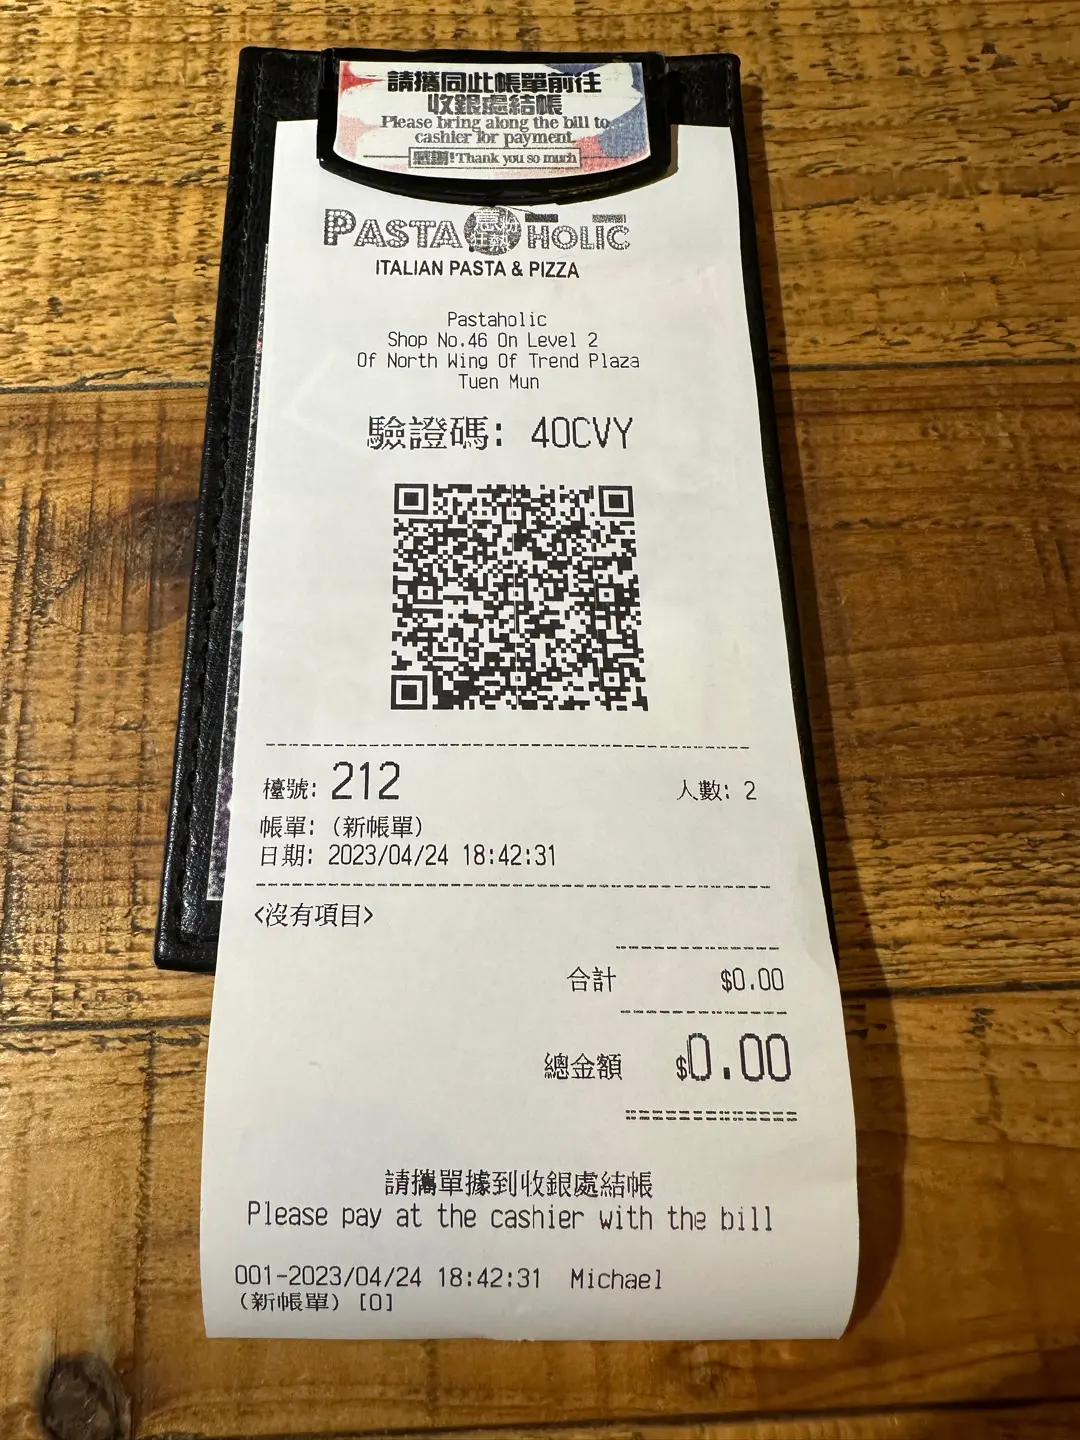 請攜同此帳單前往
收銀處結帳
Please bring along the bill to
cashier for payment.
感謝!Thank you so much
PASTA HOLIC
ITALIAN PASTA & PIZZA
Pastaholic
Shop No.46 On Level 2
Of North Wing Of Trend Plaza
Tuen Mun
驗證碼: 40CVY
檯號: 212 人數: 2
帳單: (新帳單)
日期: 2023/04/24 18:42:31
<沒有項目>
合計 $0.00
總金額 $0.00
請攜單據到收銀處結帳
Please pay at the cashier with the bill
001-2023/04/24 18:42:31 Michael
(新帳單) [0]